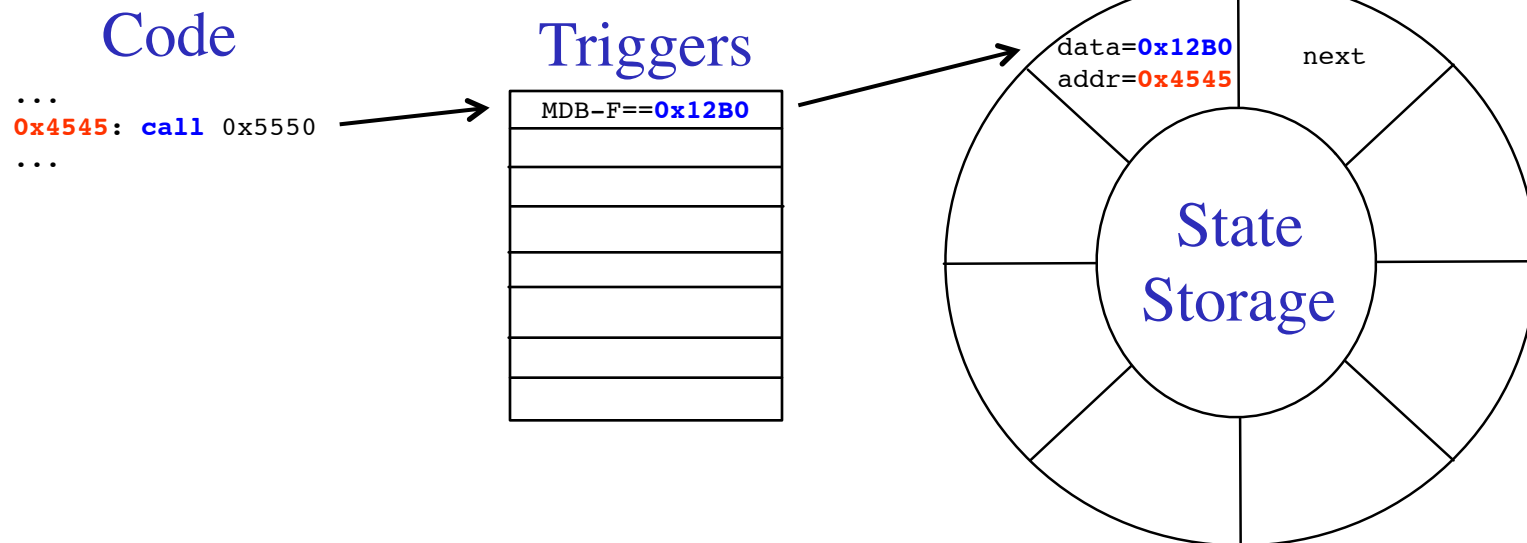 Code
...
0x4545: call 0x5550
...
Triggers
MDB-F==0x12B0
data=0x12B0
addr=0x4545
next
State
Storage